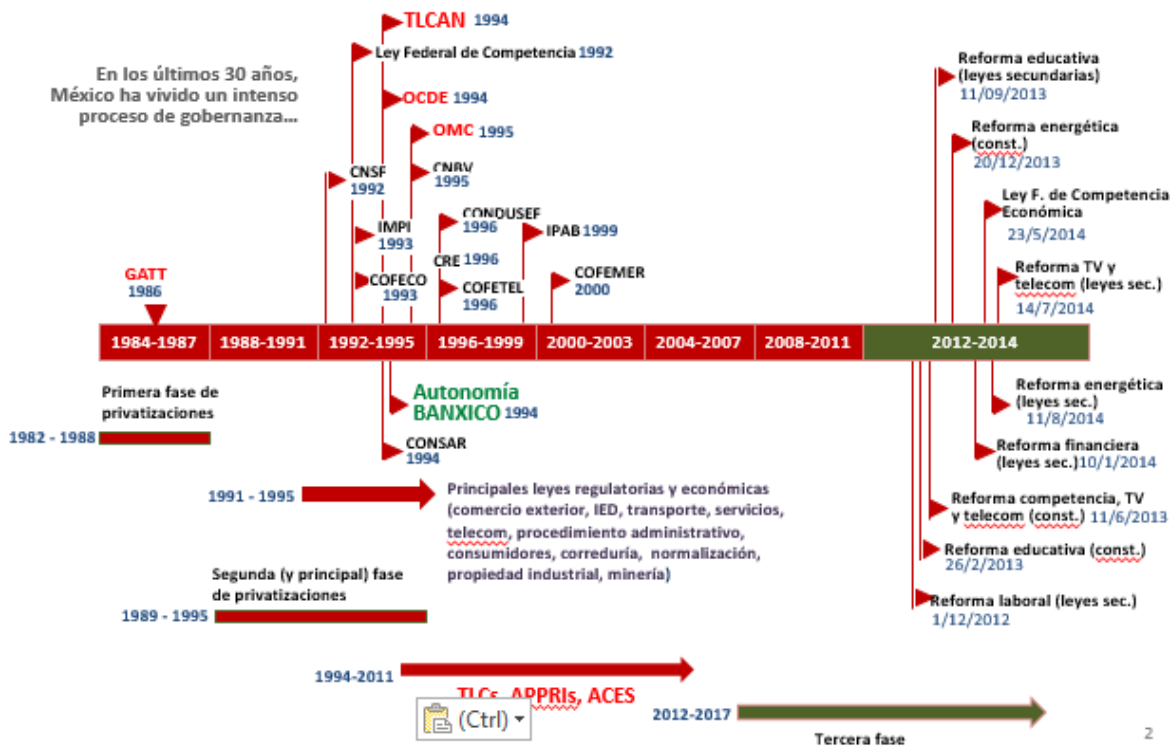 En los últimos 30 años,
México ha vivido un intenso
proceso de gobernanza...
TLCAN 1994
Ley Federal de Competencia 1992
OCDE 1994
OMC 1995
CNSF
1992
CNBV
1995
IMPI
1993
CONDUSEF
1996
IPAB 1999
CRE 1996
COFECO
1993
COFETEL
1996
COFEMER
2000
GATT
1986
Reforma educativa
(leyes secundarias)
11/09/2013
Reforma energética
(const.)
20/12/2013
Ley F. de Competencia
Económica
23/5/2014
Reforma TV y
telecom (leyes sec.)
14/7/2014
1984-1987
1988-1991
1992-1995
1996-1999
2000-2003
2004-2007
2008-2011
2012-2014
Primera fase de
privatizaciones
1982 - 1988
Autonomía
BANXICO 1994
CONSAR
1994
1991 - 1995
Principales leyes regulatorias y económicas
(comercio exterior, IED, transporte, servicios,
telecom, procedimiento administrativo,
consumidores, correduría, normalización,
propiedad industrial, minería)
Segunda (y principal) fase
de privatizaciones
1989 - 1995
Reforma energética
(leyes sec.)
11/8/2014
Reforma financiera
(leyes sec.) 10/1/2014
Reforma competencia, TV
y telecom (const.) 11/6/2013
Reforma educativa (const.)
26/2/2013
Reforma laboral (leyes sec.)
1/12/2012
1994-2011
TLCs, APPRIs, ACES
(Ctrl)
2012-2017
Tercera fase
2